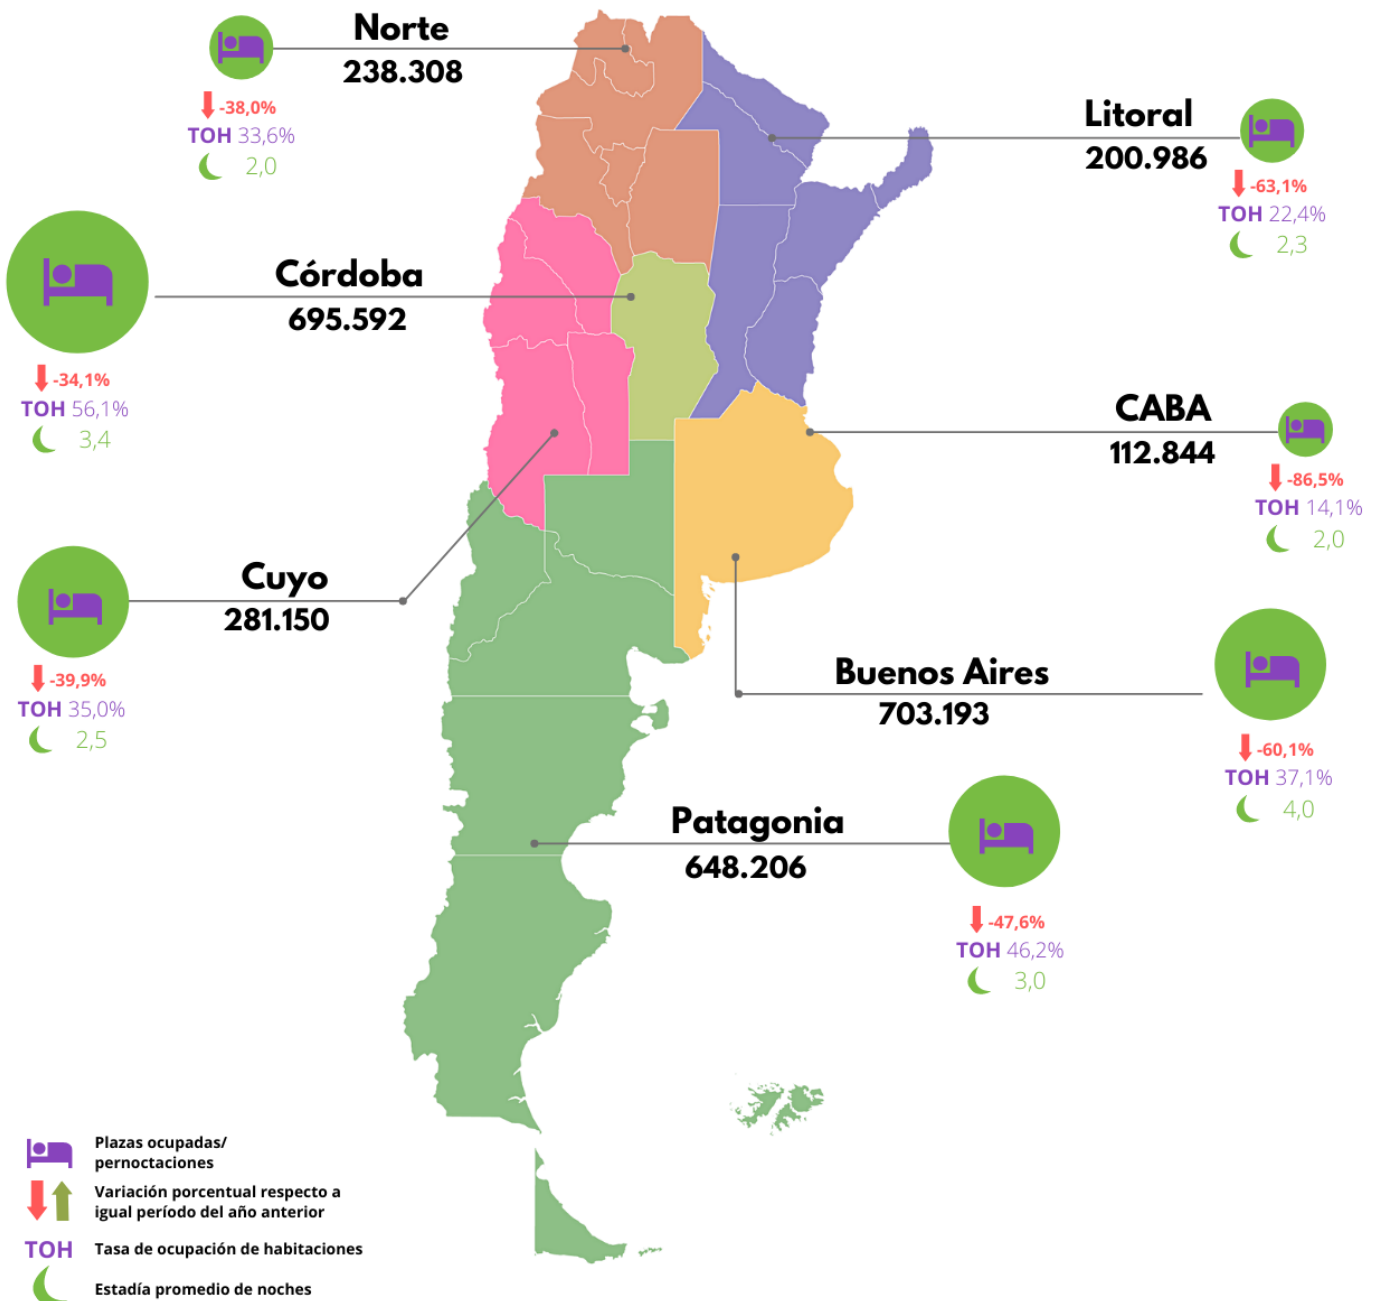 Norte
238.308
-38,0%
TOH 33,6%
2,0
Litoral
200.986
-63,1%
TOH 22,4%
2,3
Córdoba
695.592
-34,1%
TOH 56,1%
3,4
CABA
112.844
-86,5%
TOH 14,1%
2,0
Cuyo
281.150
-39,9%
TOH 35,0%
2,5
Buenos Aires
703.193
-60,1%
TOH 37,1%
4,0
Patagonia
648.206
-47,6%
TOH 46,2%
3,0
Plazas ocupadas/
pernoctaciones
Variación porcentual respecto a
igual período del año anterior
TOH Tasa de ocupación de habitaciones
Estadía promedio de noches